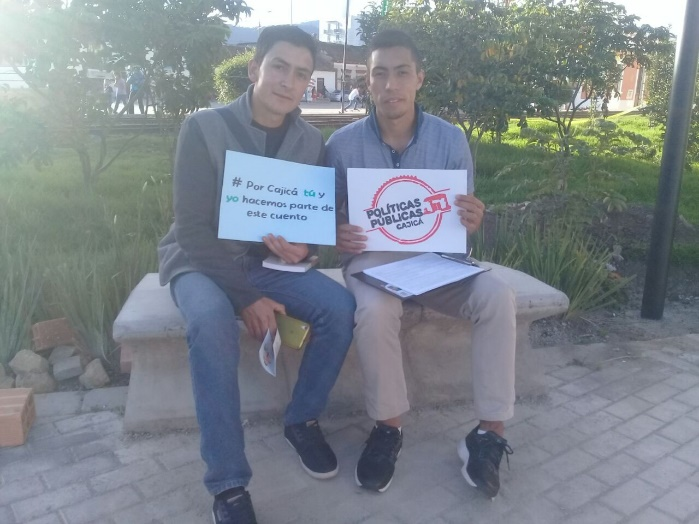 # Por Cajicá tú y
yo hacemos parte de
este cuento
POLÍTICAS
PÚBLICAS
CAJICÁ